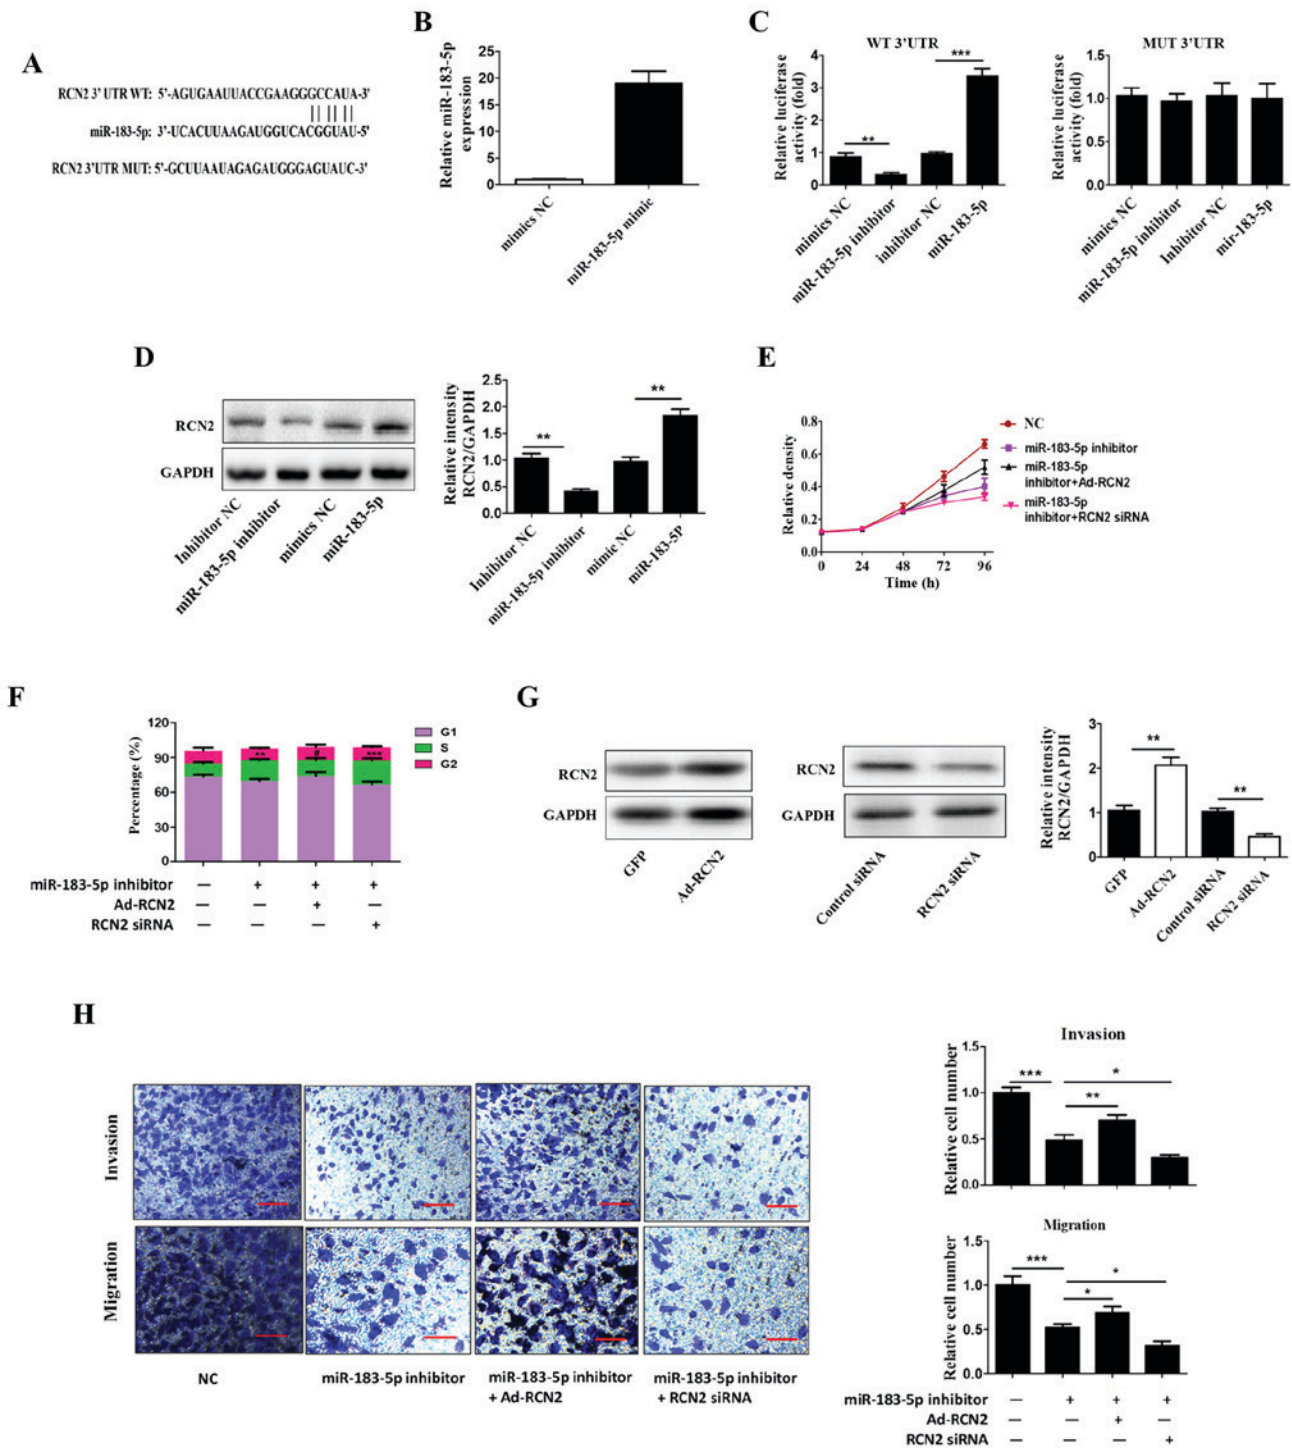 A
RCN2 3' UTR WT: 5'-AGUGAAUUACCGAAGGGCCAUA-3'
miR-183-5p: 3'-UCACUUAAGAUGGUCACGGUAU-5'
RCN2 3'UTR MUT: 5'-GCUUAAUAGAGAUGGGAGUAUC-3'
B
Relative miR-183-5p
expression
25
20
15
10
5
0
mimics NC
miR-183-5p mimic
C
WT 3'UTR
Relative luciferase
activity (fold)
4
3
2
1
0
**
***
mimics NC
miR-183-5p inhibitor
inhibitor NC
miR-183-5p
MUT 3'UTR
Relative luciferase
activity (fold)
1.5
1.0
0.5
0.0
mimics NC
miR-183-5p inhibitor
Inhibitor NC
mir-183-5p
D
RCN2
GAPDH
Inhibitor NC
miR-183-5p inhibitor
mimics NC
miR-183-5p
Relative intensity
RCN2/GAPDH
2.5
2.0
1.5
1.0
0.5
0.0
**
**
Inhibitor NC
miR-183-5p inhibitor
mimic NC
miR-183-5P
E
Relative density
0.8
0.6
0.4
0.2
0
24
48
72
96
Time (h)
NC
miR-183-5p inhibitor
miR-183-5p
inhibitor+Ad-RCN2
miR-183-5p
inhibitor+RCN2 siRNA
F
Percentage (%)
120
90
60
30
0
**
#
***
G1
S
G2
miR-183-5p inhibitor — + + +
Ad-RCN2 — — + —
RCN2 siRNA — — — +
G
RCN2
GAPDH
GFP
Ad-RCN2
RCN2
GAPDH
Control siRNA
RCN2 siRNA
Relative intensity
RCN2/GAPDH
3
2
1
0
**
**
GFP
Ad-RCN2
Control siRNA
RCN2 siRNA
H
Invasion
Migration
NC
miR-183-5p inhibitor
miR-183-5p inhibitor
+ Ad-RCN2
miR-183-5p inhibitor
+ RCN2 siRNA
Invasion
Relative cell number
1.5
1.0
0.5
0.0
***
*
**
Migration
Relative cell number
1.5
1.0
0.5
0.0
***
*
*
miR-183-5p inhibitor — + + +
Ad-RCN2 — — + —
RCN2 siRNA — — — +